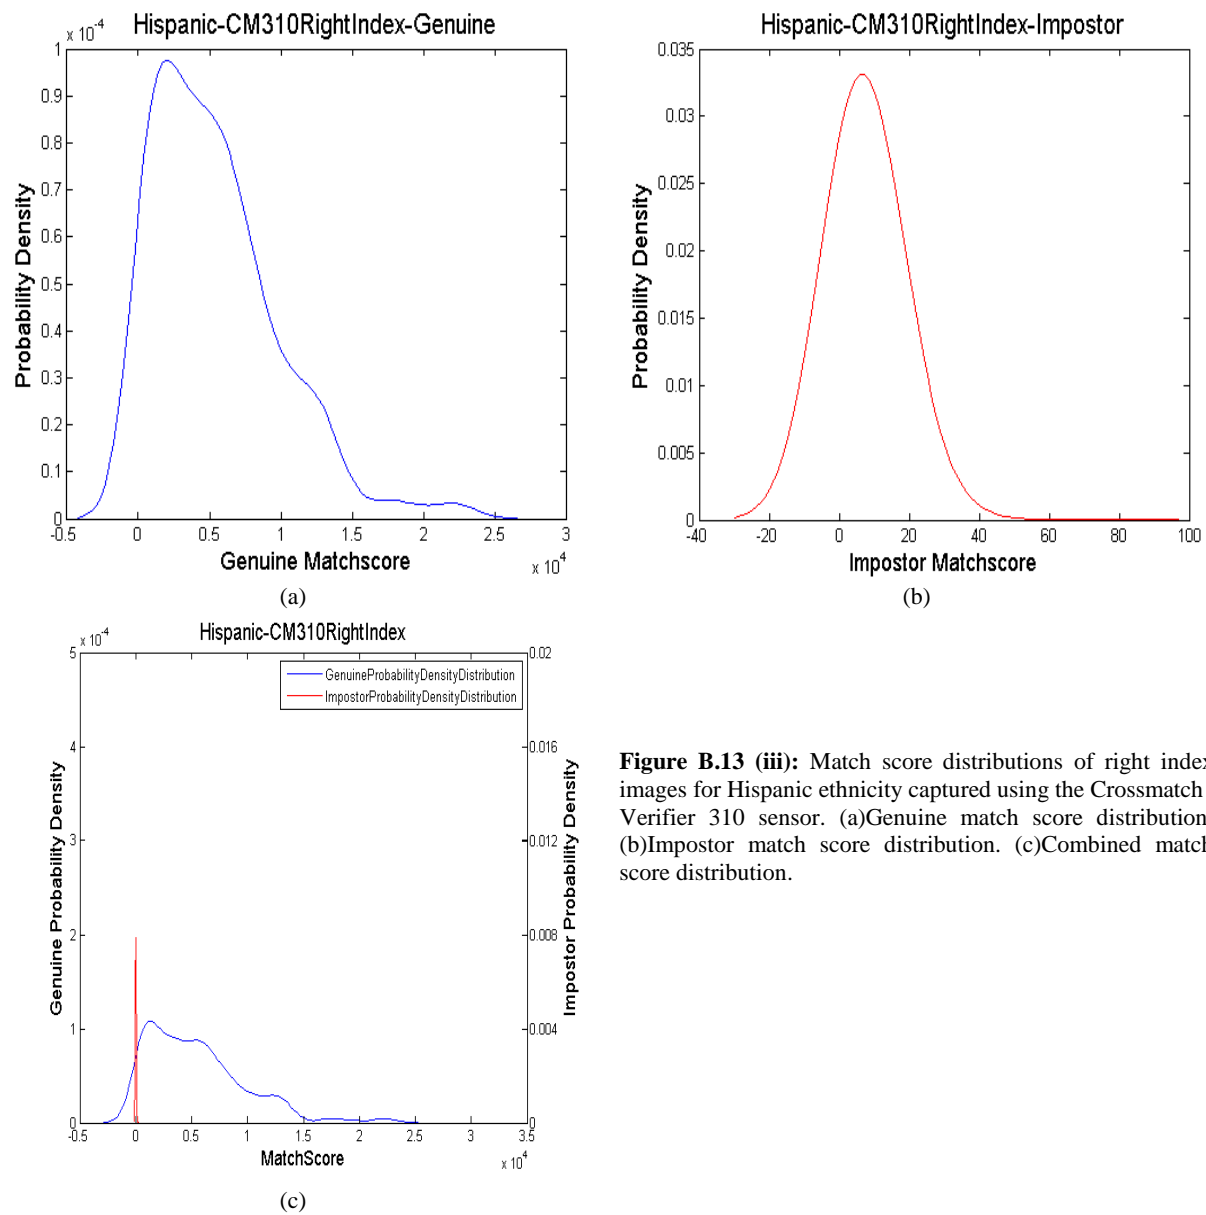 Hispanic-CM310RightIndex-Genuine
x 10^-4
1
0.9
0.8
0.7
0.6
0.5
0.4
0.3
0.2
0.1
0
-0.5 0 0.5 1 1.5 2 2.5 3
Probability Density
Genuine Matchscore
x 10^4
(a)
Hispanic-CM310RightIndex-Impostor
0.035
0.03
0.025
0.02
0.015
0.01
0.005
0
-40 -20 0 20 40 60 80 100
Probability Density
Impostor Matchscore
(b)
Hispanic-CM310RightIndex
x 10^-4
5
4
3
2
1
0
0.02
0.016
0.012
0.008
0.004
0
-0.5 0 0.5 1 1.5 2 2.5 3 3.5
GenuineProbabilityDensityDistribution
ImpostorProbabilityDensityDistribution
Genuine Probability Density
Impostor Probability Density
MatchScore
x 10^4
(c)
Figure B.13 (iii): Match score distributions of right index
images for Hispanic ethnicity captured using the Crossmatch
Verifier 310 sensor. (a)Genuine match score distribution
(b)Impostor match score distribution. (c)Combined match
score distribution.